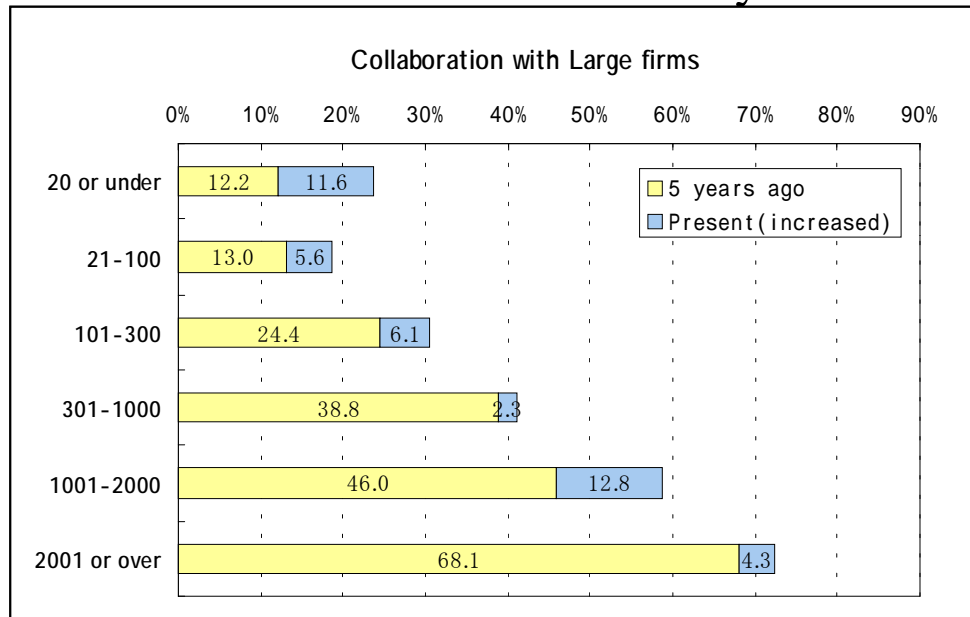 Collaboration with Large firms
0% 10% 20% 30% 40% 50% 60% 70% 80% 90%
20 or under 12.2 11.6
5 years ago
Present(increased)
21-100 13.0 5.6
101-300 24.4 6.1
301-1000 38.8 2.3
1001-2000 46.0 12.8
2001 or over 68.1 4.3